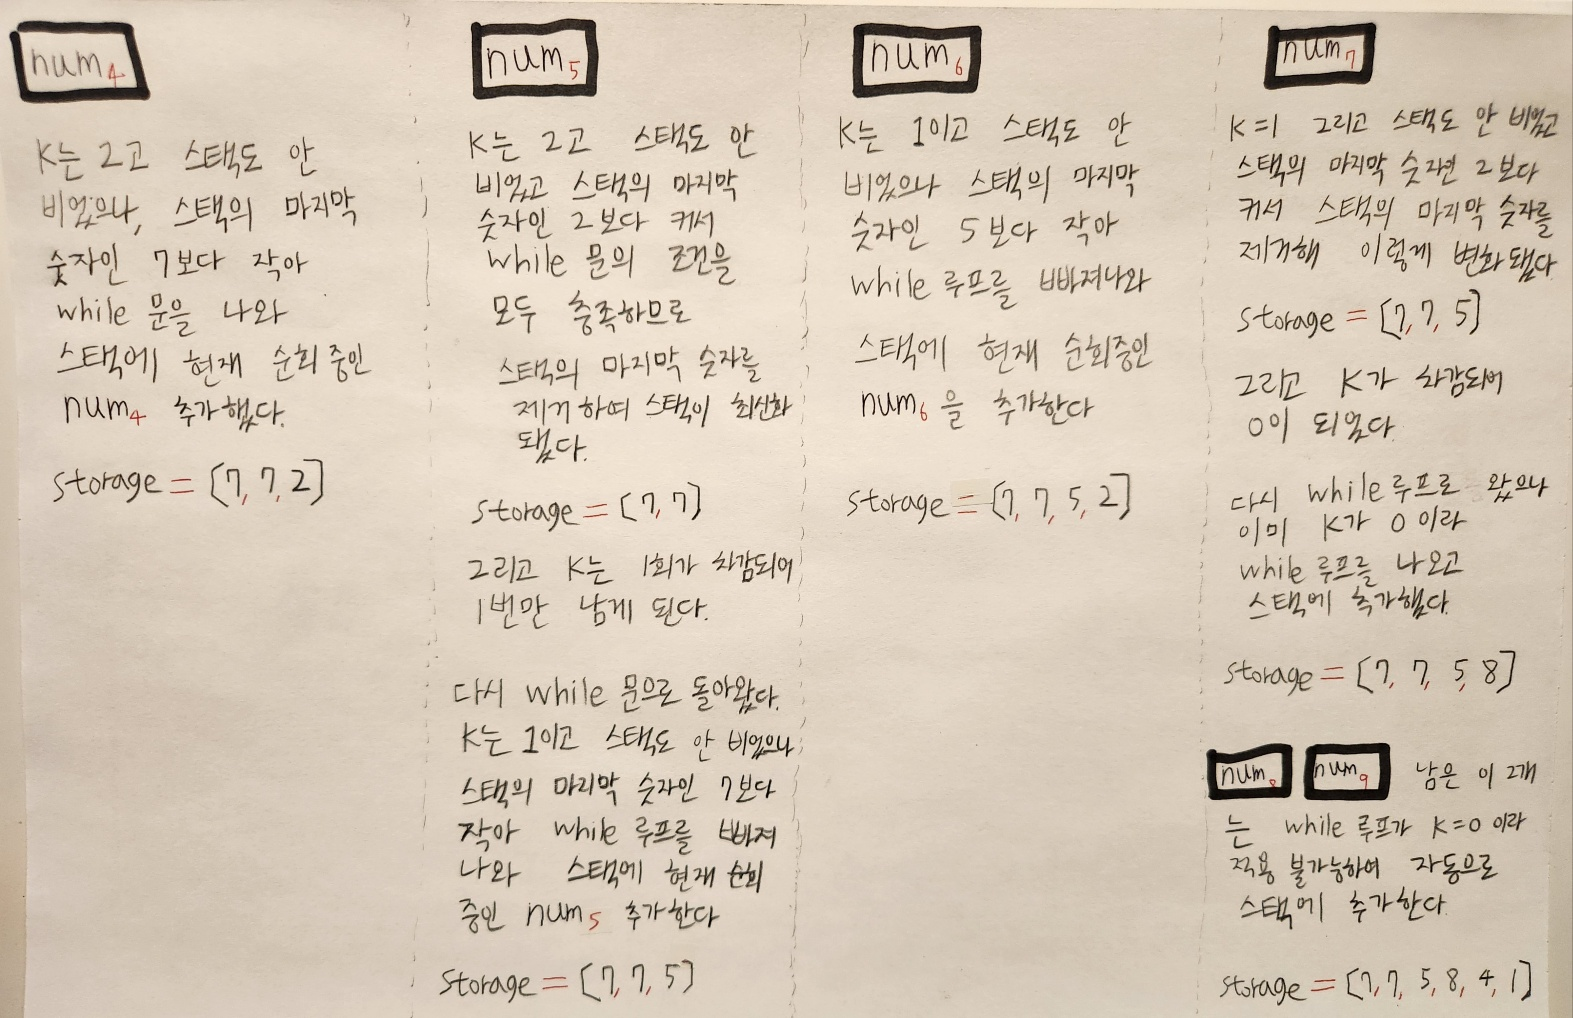 num₄
K는 2고 스택도 안
비었으나, 스택의 마지막
숫자인 7보다 작아
while 문을 나와
스택에 현재 순회 중인
num₄ 추가했다.
storage = [7, 7, 2]
num₅
K는 2고 스택도 안
비었고 스택의 마지막
숫자인 2보다 커서
while 문의 조건을
모두 충족하므로
스택의 마지막 숫자를
제거하여 스택이 최신화
됐다.
storage = [7, 7]
그리고 K는 1회가 차감되어
1번만 남게 된다.
다시 while 문으로 돌아왔다.
K는 1이고 스택도 안 비었으나
스택의 마지막 숫자인 7보다
작아 while 루프를 빠져
나와 스택에 현재 순회
중인 num₅ 추가한다
storage = [7, 7, 5]
num₆
K는 1이고 스택도 안
비었으나 스택의 마지막
숫자인 5보다 작아
while 루프를 빠져나와
스택에 현재 순회중인
num₆을 추가한다
storage = [7, 7, 5, 2]
num₇
K=1 그리고 스택도 안 비었고
스택의 마지막 숫자인 2보다
커서 스택의 마지막 숫자를
제거해 이렇게 변화됐다
storage = [7, 7, 5]
그리고 K가 차감되어
0이 되었다.
다시 while 루프로 왔으나
이미 K가 0이라
while 루프를 나오고
스택에 추가했다.
storage = [7, 7, 5, 8]
num₈ num₉ 남은 이 2개
는 while 루프가 K=0 이라
적용 불가능하여 자동으로
스택에 추가한다
storage = [7, 7, 5, 8, 4, 1]